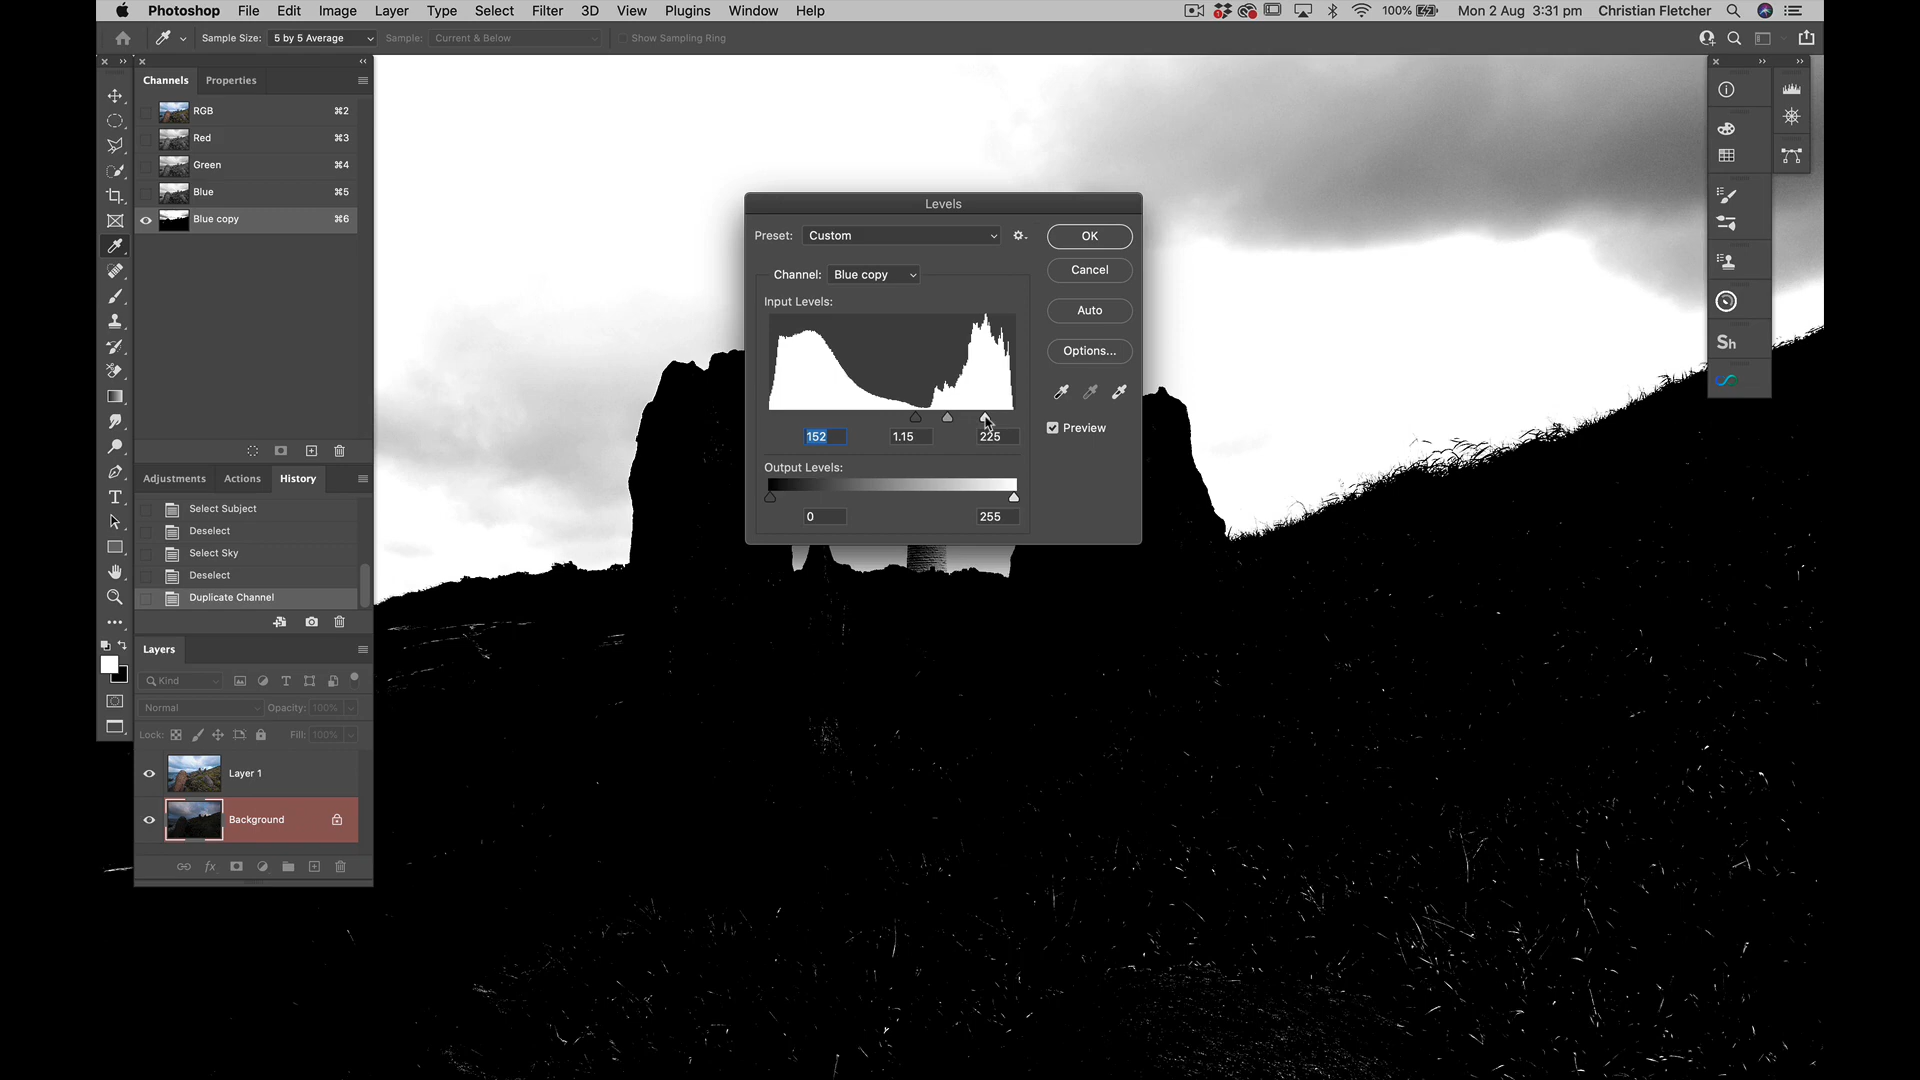 Photoshop File Edit Image Layer Type Select Filter 3D View Plugins Window Help 100% Mon 2 Aug 3:31 pm Christian Fletcher
Sample Size: 5 by 5 Average Sample: Current & Below Show Sampling Ring
Channels Properties
RGB ⌘2
Red ⌘3
Green ⌘4
Blue ⌘5
Blue copy ⌘6
Adjustments Actions History
Select Subject
Deselect
Select Sky
Deselect
Duplicate Channel
Layers
Kind
Normal Opacity: 100%
Lock: Fill: 100%
Layer 1
Background
fx
Levels
Preset: Custom OK
Channel: Blue copy Cancel
Input Levels:
Auto
Options...
152 1.15 225
Preview
Output Levels:
0 255
Sh